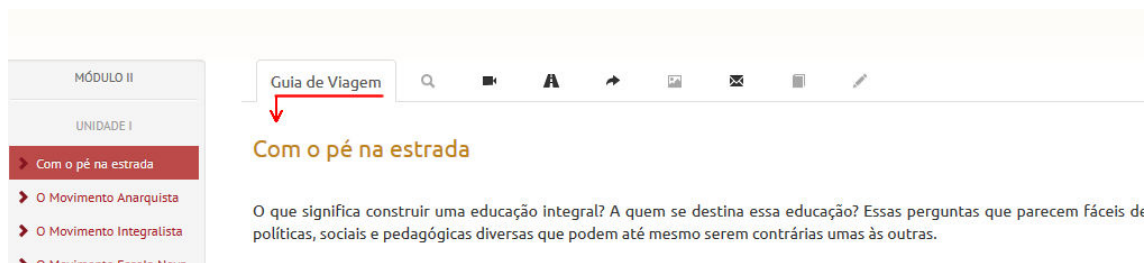 MÓDULO II
UNIDADE I
Com o pé na estrada
O Movimento Anarquista
O Movimento Integralista
Guia de Viagem
Com o pé na estrada
O que significa construir uma educação integral? A quem se destina essa educação? Essas perguntas que parecem fáceis de
políticas, sociais e pedagógicas diversas que podem até mesmo serem contrárias umas às outras.